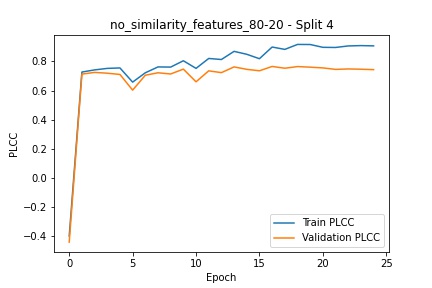 no_similarity_features_80-20 - Split 4
PLCC
0.8
0.6
0.4
0.2
0.0
−0.2
−0.4
Train PLCC
Validation PLCC
0 5 10 15 20 25
Epoch